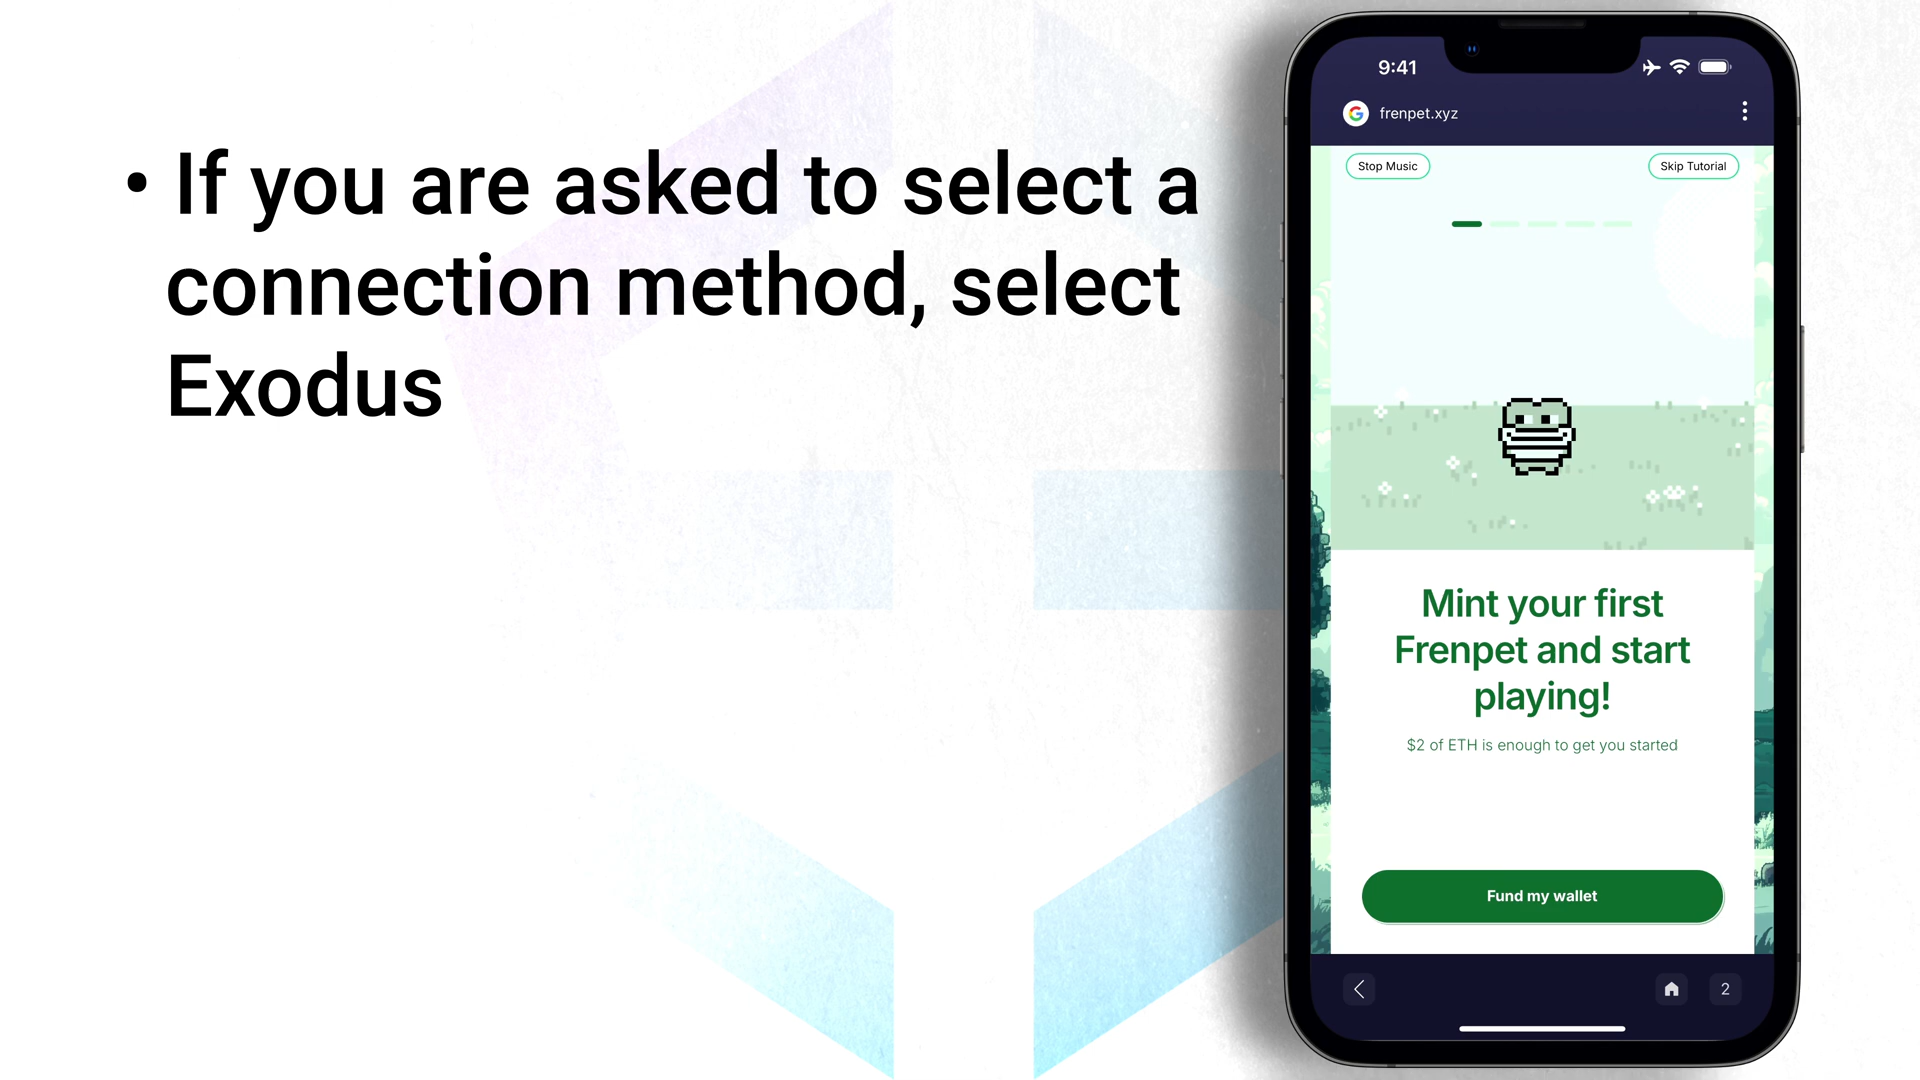 • If you are asked to select a
connection method, select
Exodus
9:41
frenpet.xyz
Stop Music
Skip Tutorial
Mint your first
Frenpet and start
playing!
$2 of ETH is enough to get you started
Fund my wallet
2